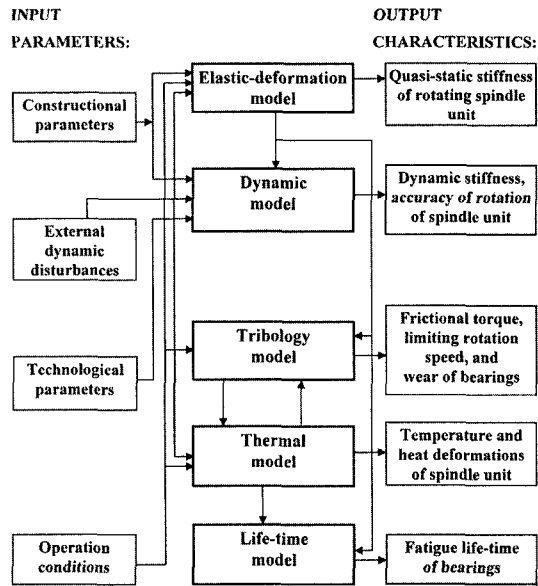 INPUT
PARAMETERS:
OUTPUT
CHARACTERISTICS:
Constructional
parameters
External
dynamic
disturbances
Technological
parameters
Operation
conditions
Elastic-deformation
model
Dynamic
model
Tribology
model
Thermal
model
Life-time
model
Quasi-static stiffness
of rotating spindle
unit
Dynamic stiffness,
accuracy of rotation
of spindle unit
Frictional torque,
limiting rotation
speed, and
wear of bearings
Temperature and
heat deformations
of spindle unit
Fatigue life-time
of bearings